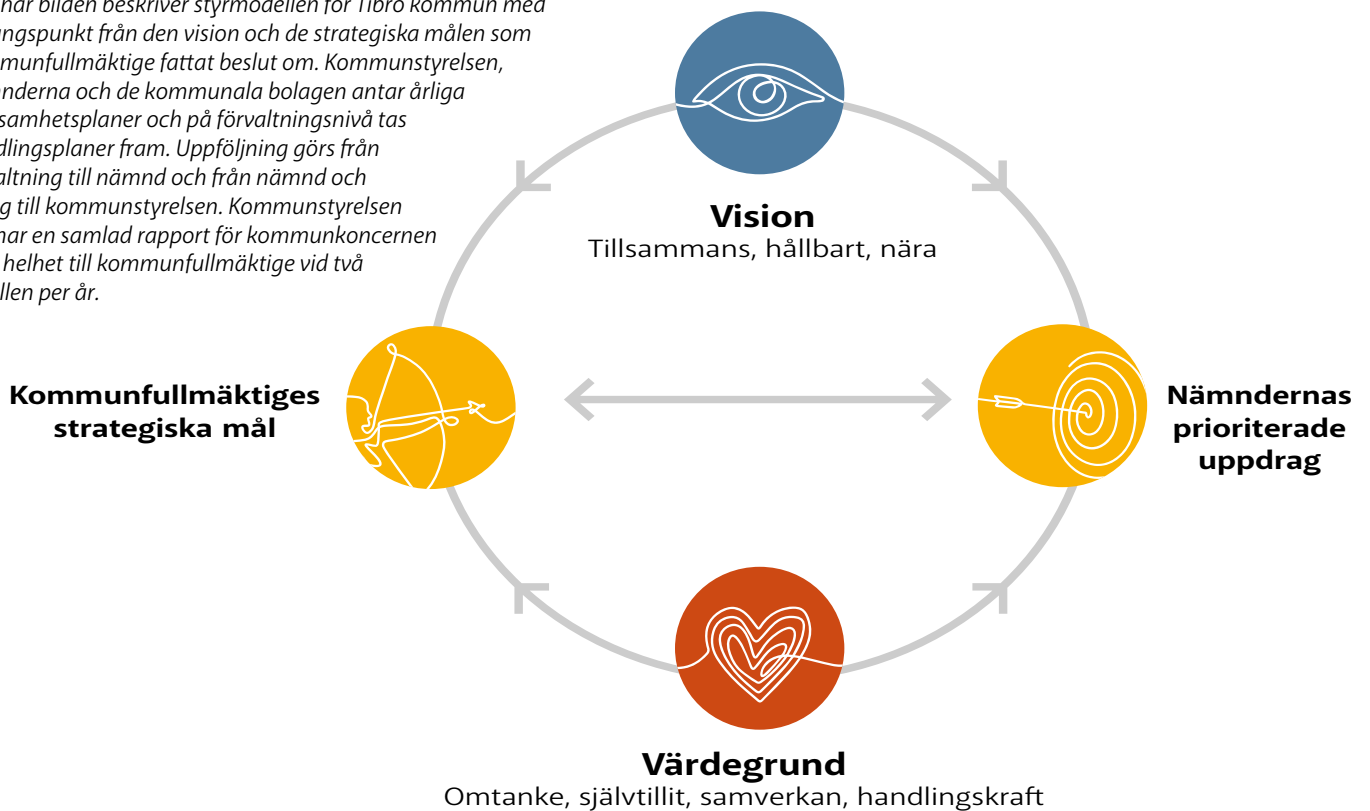 när bilden beskriver styrmodellen för Tibro kommun med
ångspunkt från den vision och de strategiska målen som
munfullmäktige fattat beslut om. Kommunstyrelsen,
nderna och de kommunala bolagen antar årliga
samhetsplaner och på förvaltningsnivå tas
dlingsplaner fram. Uppföljning görs från
altning till nämnd och från nämnd och
g till kommunstyrelsen. Kommunstyrelsen
nar en samlad rapport för kommunkoncernen
helhet till kommunfullmäktige vid två
llen per år.
Vision
Tillsammans, hållbart, nära
Kommunfullmäktiges
strategiska mål
Nämndernas
prioriterade
uppdrag
Värdegrund
Omtanke, självtillit, samverkan, handlingskraft